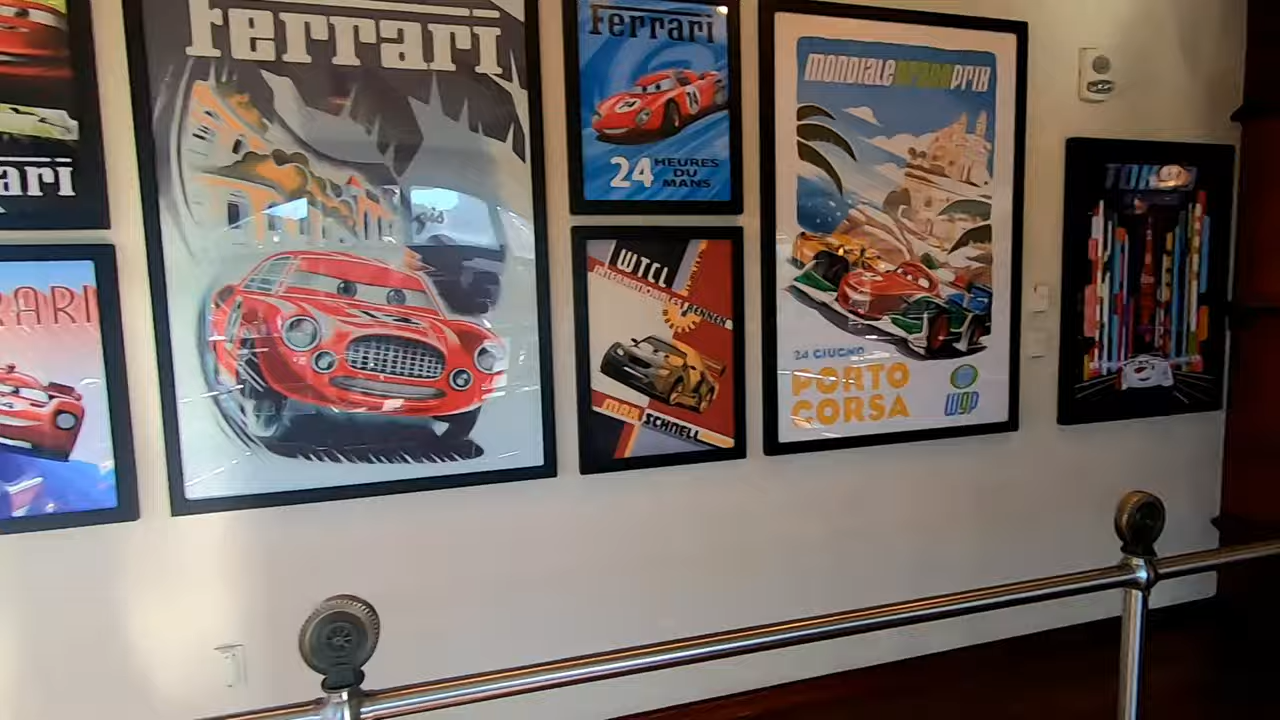 ari
RARI
Ferrari
Ferrari
24 HEURES
DU
MANS
WTCL
INTERNATIONALES RENNEN
MAX SCHNELL
MONDIALE GRAND PRIX
24 GIUGNO
PORTO
CORSA
WGP
TOKYO